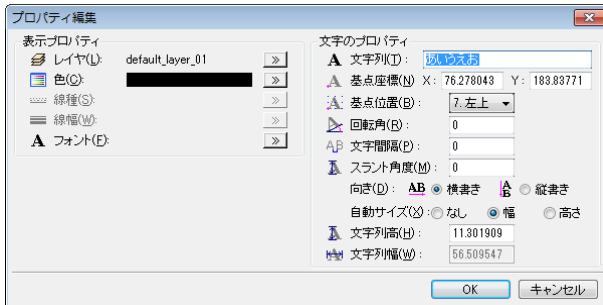 プロパティ編集
表示プロパティ
レイヤ(L): default_layer_01 »
色(C): »
線種(S): »
線幅(W): »
A フォント(F): »
文字のプロパティ
A 文字列(T): あいうえお
A 基点座標(N) X: 76.278043 Y: 183.83771
A 基点位置(B): 7.左上
回転角(R): 0
AB 文字間隔(P): 0
A スラント角度(M): 0
向き(D): AB 横書き AB 縦書き
自動サイズ(X): なし 幅 高さ
A 文字列高(H): 11.301909
文字列幅(W): 56.509547
OK キャンセル